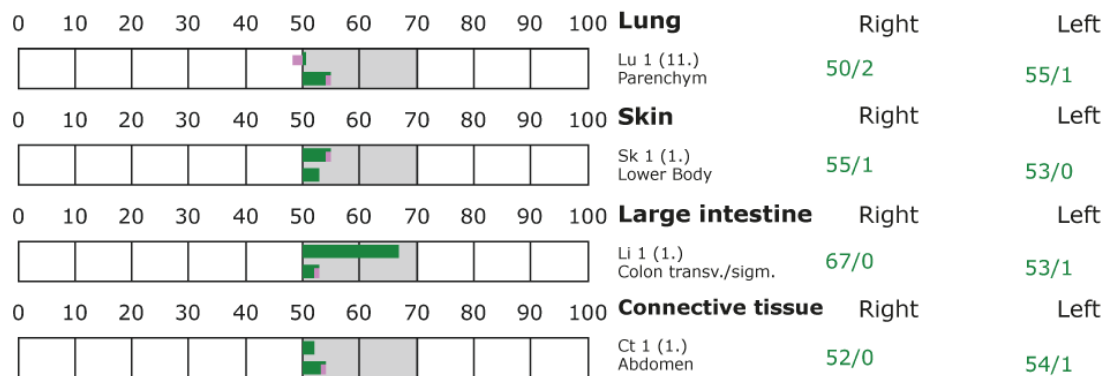 0 10 20 30 40 50 60 70 80 90 100 Lung Right Left
Lu 1 (11.)
Parenchym
50/2 55/1
0 10 20 30 40 50 60 70 80 90 100 Skin Right Left
Sk 1 (1.)
Lower Body
55/1 53/0
0 10 20 30 40 50 60 70 80 90 100 Large intestine Right Left
Li 1 (1.)
Colon transv./sigm.
67/0 53/1
0 10 20 30 40 50 60 70 80 90 100 Connective tissue Right Left
Ct 1 (1.)
Abdomen
52/0 54/1